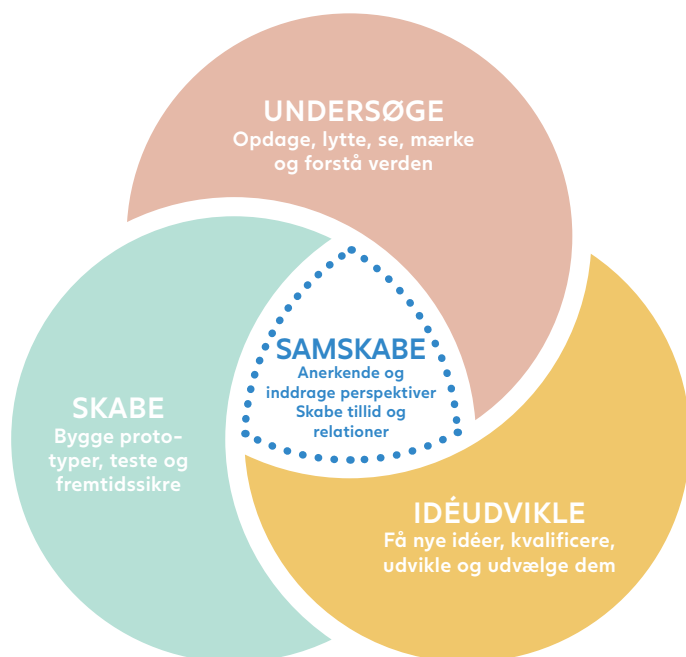 UNDERSØGE
Opdage, lytte, se, mærke
og forstå verden
SAMSKABE
Anerkende og
inddrage perspektiver
Skabe tillid og
relationer
SKABE
Bygge proto-
typer, teste og
fremtidssikre
IDÉUDVIKLE
Få nye idéer, kvalificere,
udvikle og udvælge dem